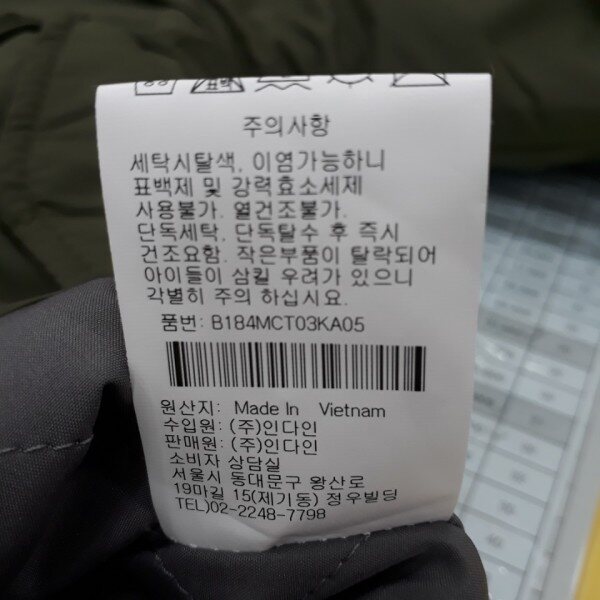 표백
주의사항
세탁시탈색, 이염가능하니
표백제 및 강력효소세제
사용불가. 열건조불가.
단독세탁, 단독탈수 후 즉시
건조요함. 작은부품이 탈락되어
아이들이 삼킬 우려가 있으니
각별히 주의 하십시요.
품번: B184MCT03KA05
원산지: Made In Vietnam
수입원: (주)인다인
판매원: (주)인다인
소비자 상담실
서울시 동대문구 왕산로
19마길 15(제기동) 정우빌딩
TEL)02-2248-7798